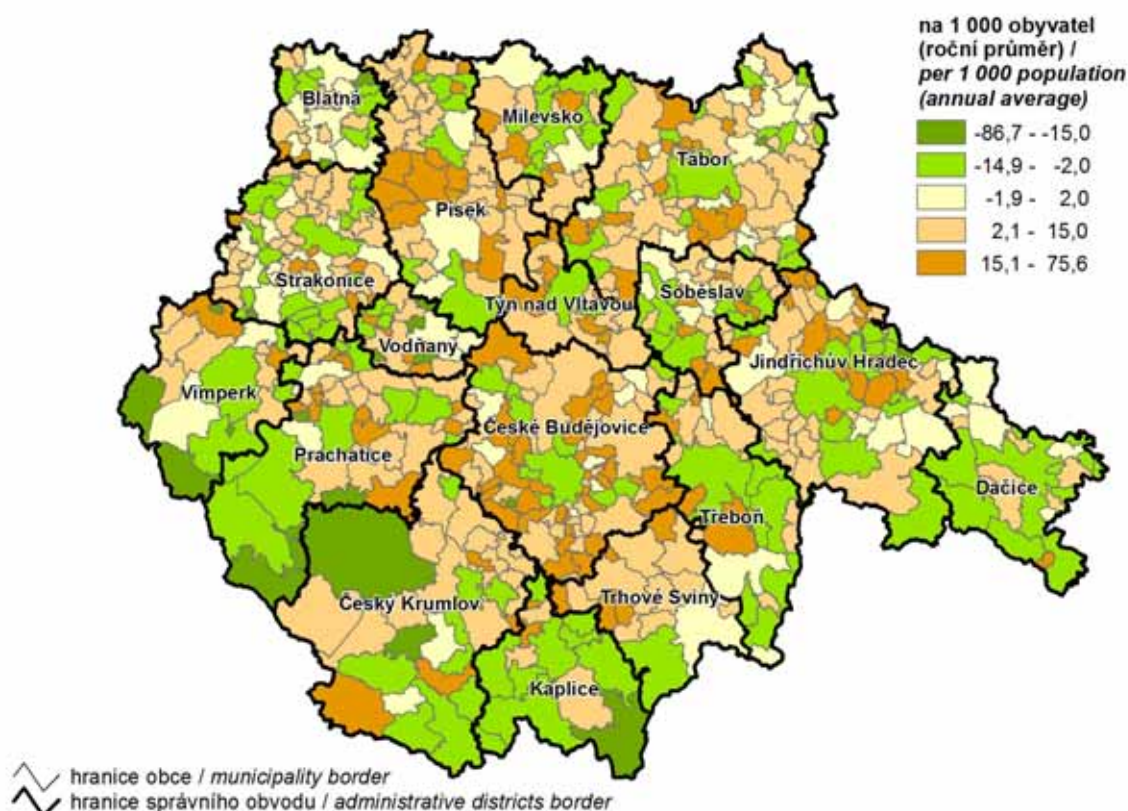 na 1 000 obyvatel
(roční průměr) /
per 1 000 population
(annual average)
-86,7 - -15,0
-14,9 - -2,0
-1,9 - 2,0
2,1 - 15,0
15,1 - 75,6
Blatná
Milevsko
Tábor
Písek
Strakonice
Týn nad Vltavou
Soběslav
Vodňany
Jindřichův Hradec
Vimperk
České Budějovice
Prachatice
Dačice
Třeboň
Český Krumlov
Trhové Sviny
Kaplice
hranice obce / municipality border
hranice správního obvodu / administrative districts border